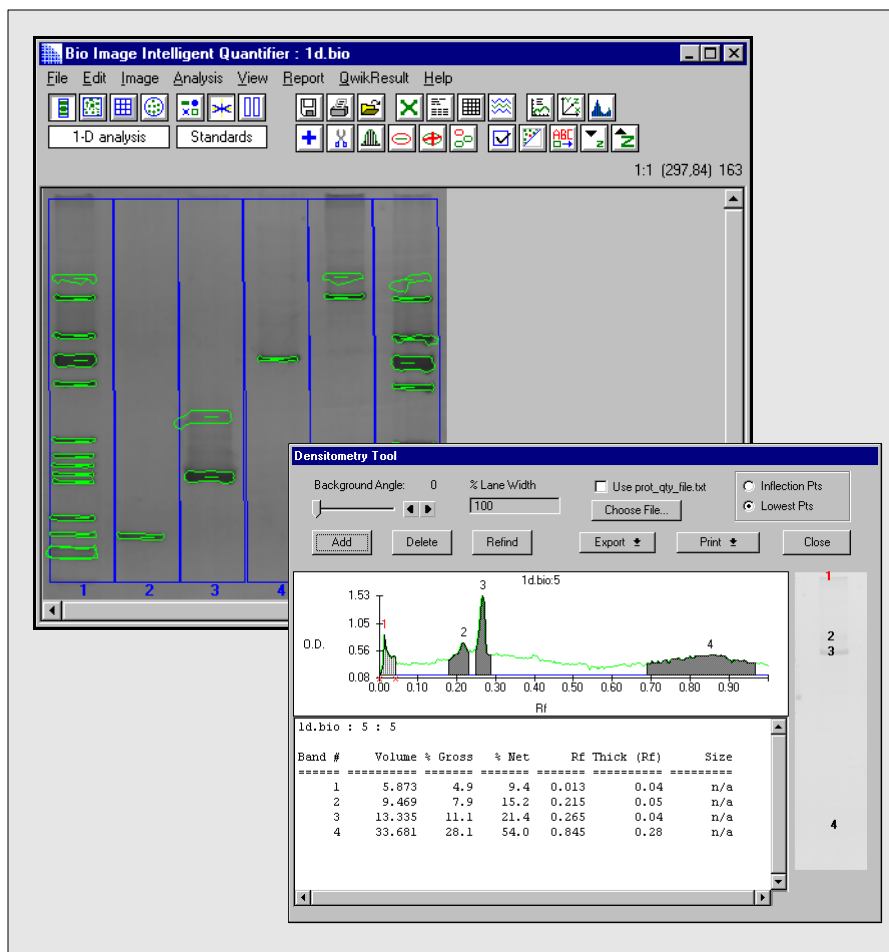 Bio Image Intelligent Quantifier : 1d.bio
File Edit Image Analysis View Report QwikResult Help
1-D analysis Standards
ABC z z
1:1 (297,84) 163
1 2 3 4
Densitometry Tool
Background Angle: 0 % Lane Width Use prot_qty_file.txt Inflection Pts
100 Choose File... Lowest Pts
Add Delete Refind Export Print Close
1d.bio:5
O.D.
1.53
1.05
0.56
0.08
1 2 3 4
0.00 0.10 0.20 0.30 0.40 0.50 0.60 0.70 0.80 0.90
Rf
1
2
3
4
1d.bio : 5 : 5
Band # Volume % Gross % Net Rf Thick (Rf) Size
====== ========== ======= ======= ======= ========== =========
1 5.873 4.9 9.4 0.013 0.04 n/a
2 9.469 7.9 15.2 0.215 0.05 n/a
3 13.335 11.1 21.4 0.265 0.04 n/a
4 33.681 28.1 54.0 0.845 0.28 n/a